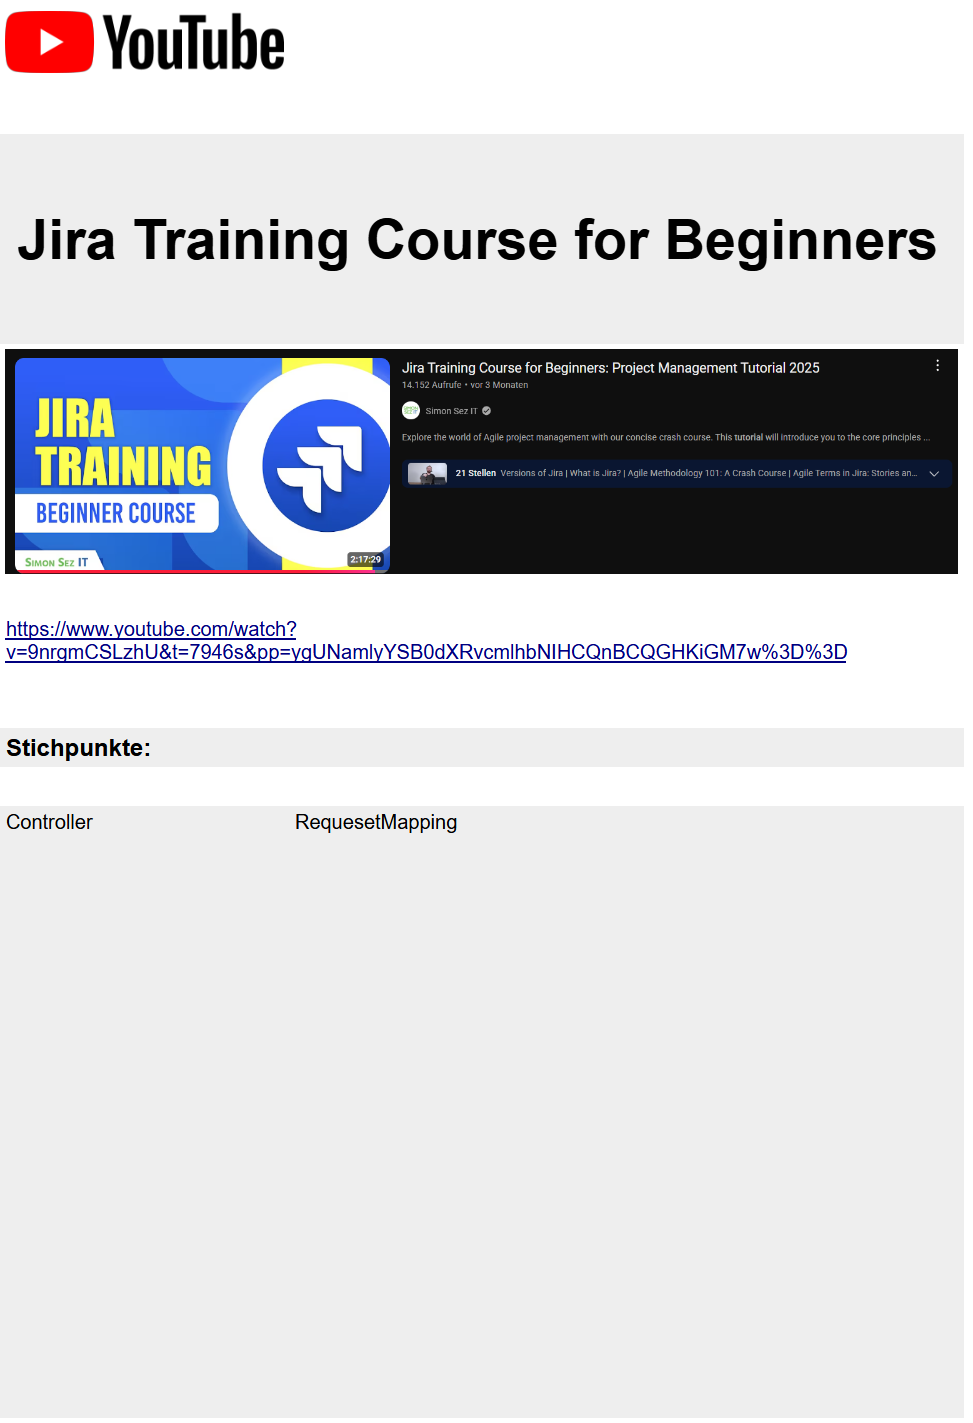 YouTube
Jira Training Course for Beginners
JIRA
TRAINING
BEGINNER COURSE
SIMON SEZ IT
2:17:29
Jira Training Course for Beginners: Project Management Tutorial 2025
14.152 Aufrufe • vor 3 Monaten
Simon Sez IT
Explore the world of Agile project management with our concise crash course. This tutorial will introduce you to the core principles ...
21 Stellen Versions of Jira | What is Jira? | Agile Methodology 101: A Crash Course | Agile Terms in Jira: Stories an...
https://www.youtube.com/watch?
v=9nrgmCSLzhU&t=7946s&pp=ygUNamlyYSB0dXRvcmlhbNIHCQnBCQGHKiGM7w%3D%3D
Stichpunkte:
Controller RequesetMapping